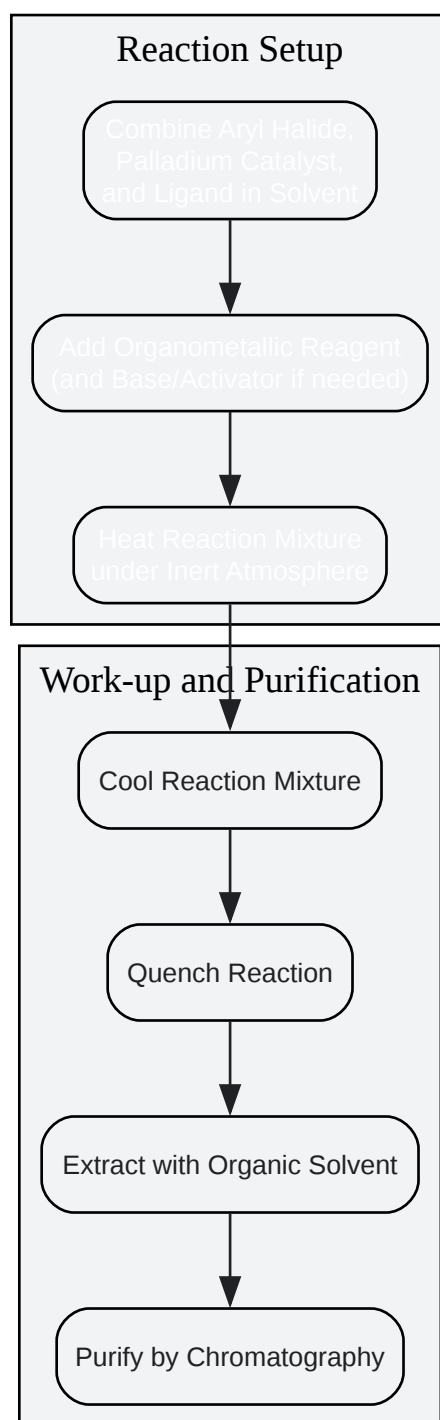 Reaction Setup
Combine Aryl Halide,
Palladium Catalyst,
and Ligand in Solvent
Add Organometallic Reagent
(and Base/Activator if needed)
Heat Reaction Mixture
under Inert Atmosphere
Work-up and Purification
Cool Reaction Mixture
Quench Reaction
Extract with Organic Solvent
Purify by Chromatography